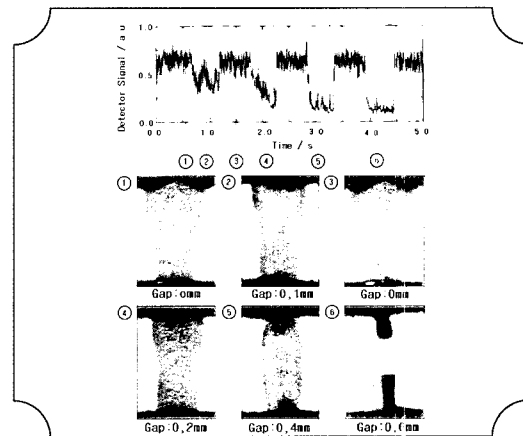 Detector Signal / a u
1.0
0.5
0.0
0 0 1.0 2.0 3.0 4.0 5.0
Time / s
① ② ③ ④ ⑤ ⑥
① ② ③
Gap:0mm Gap:0,1mm Gap:0mm
④ ⑤ ⑥
Gap:0,2mm Gap:0,4mm Gap:0,6mm